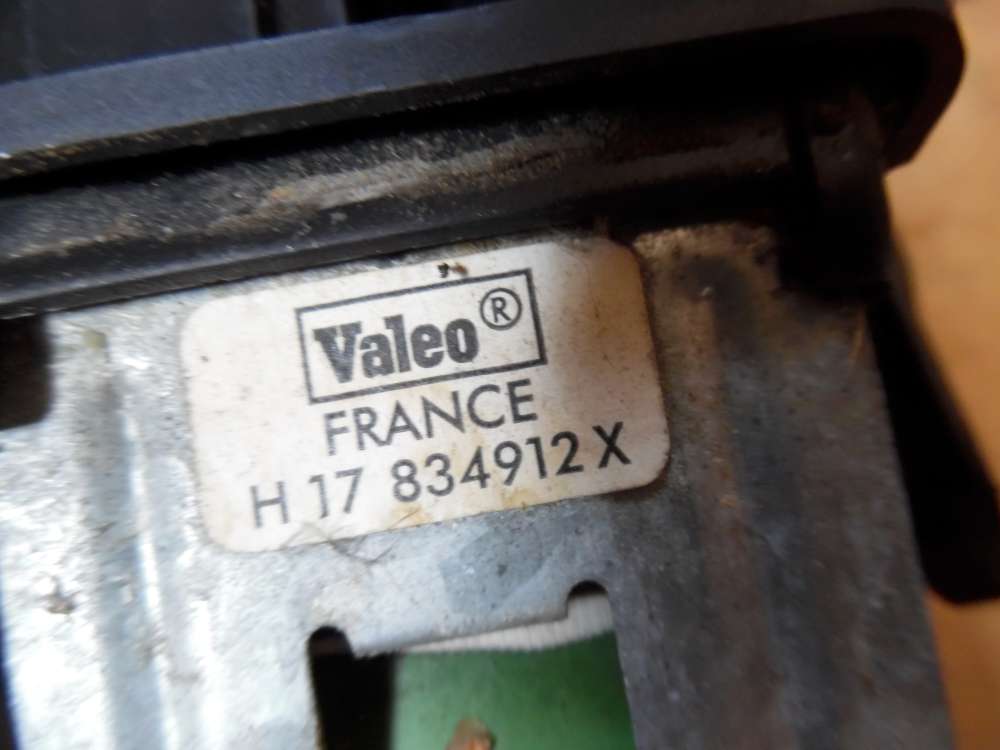 Valeo®
FRANCE
H 17 834912 X